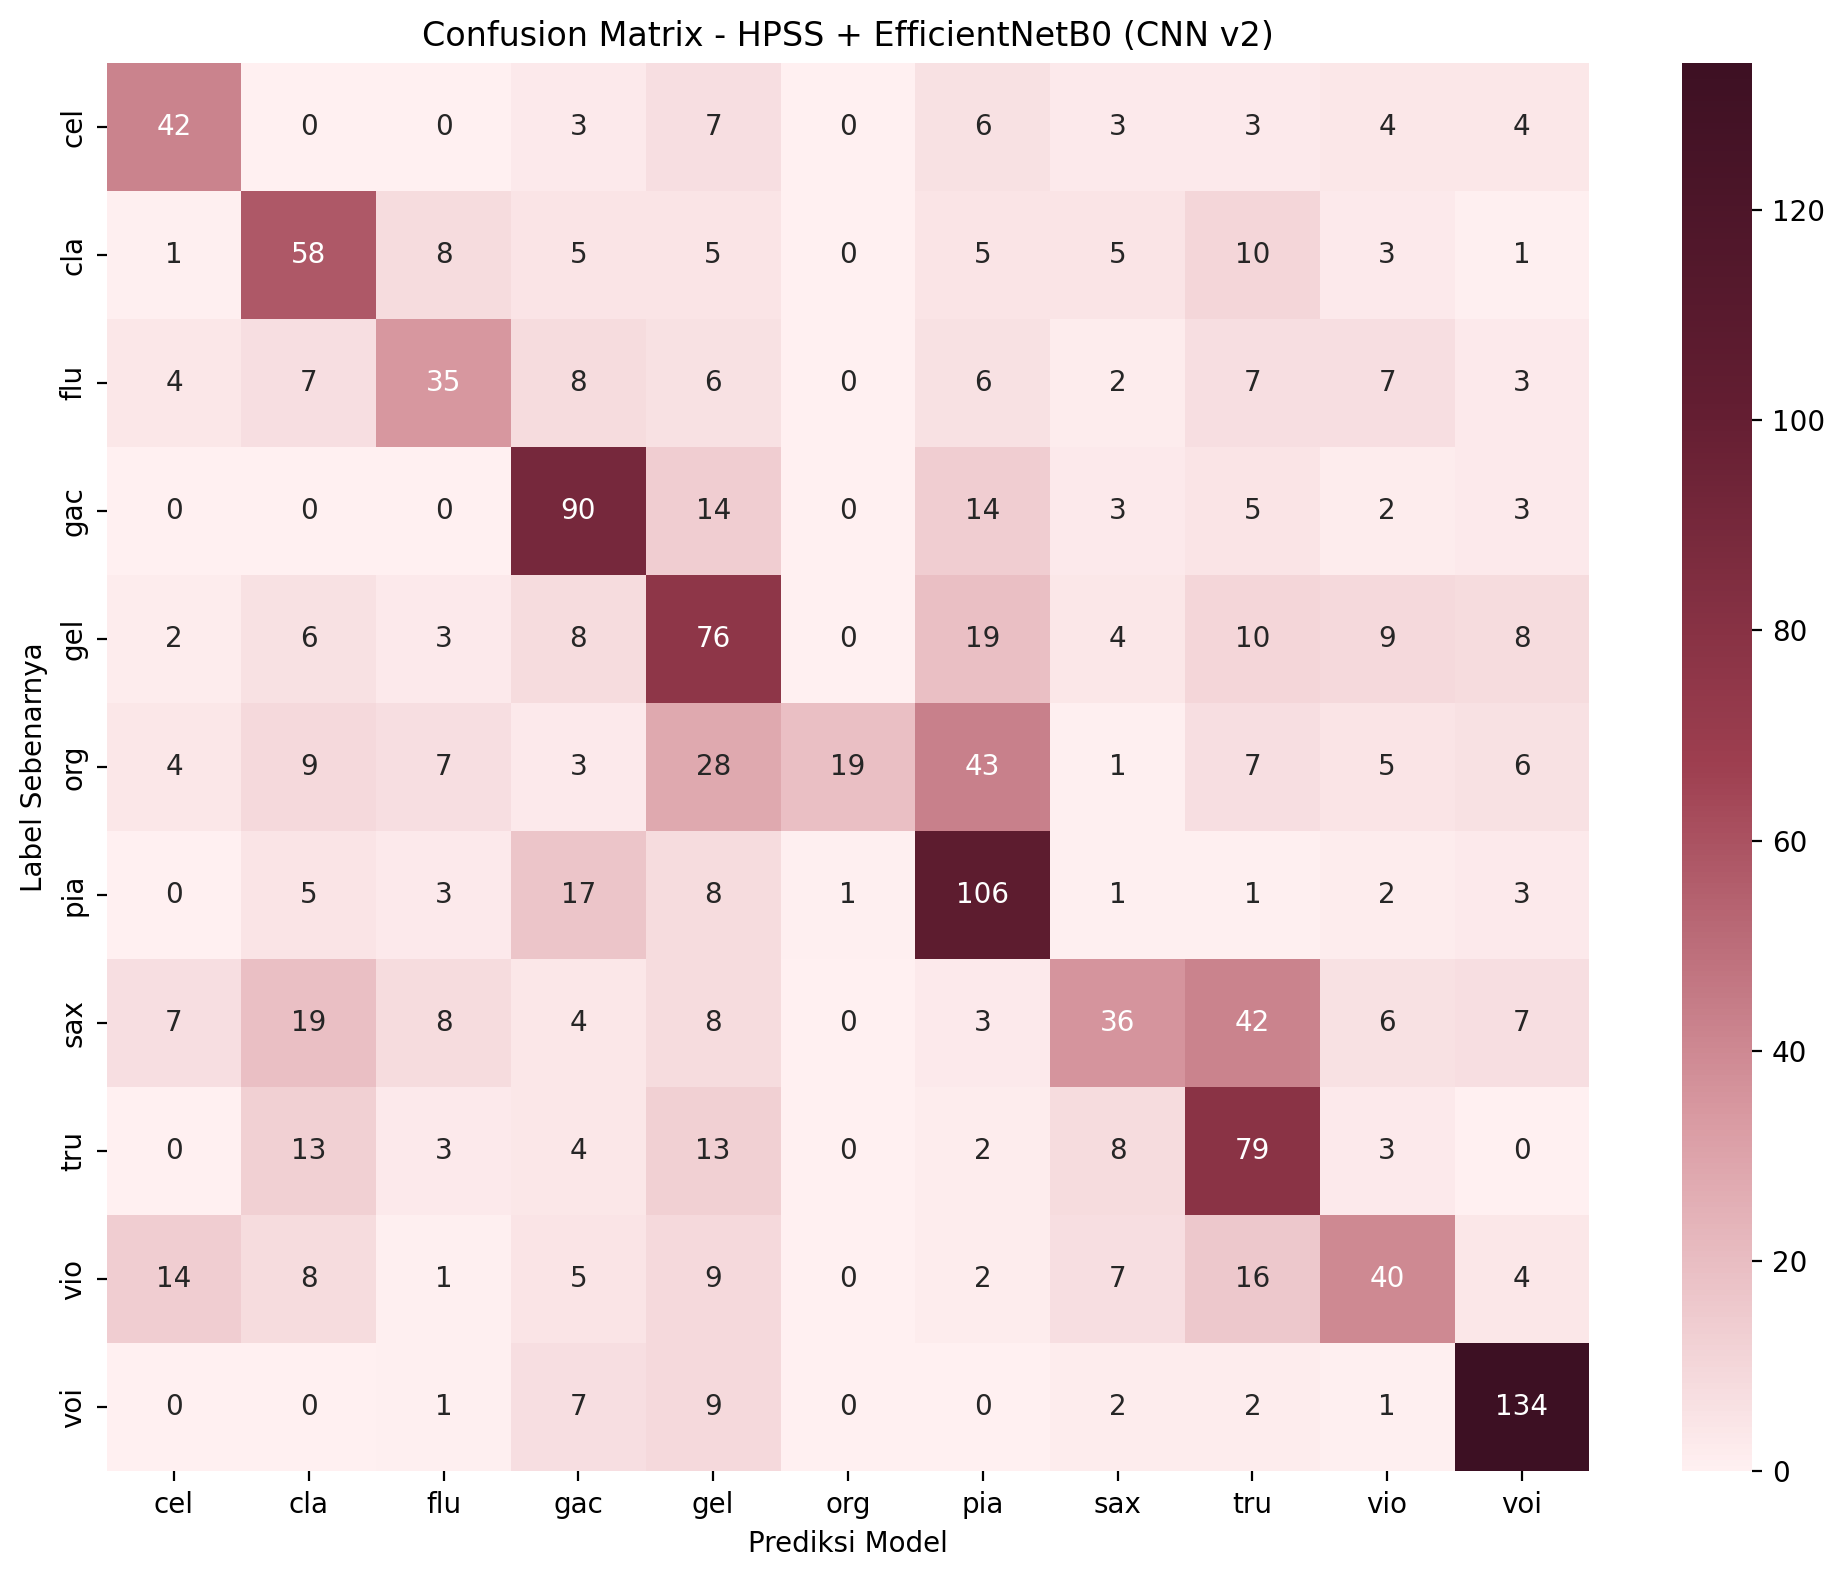 Confusion Matrix - HPSS + EfficientNetB0 (CNN v2)
Label Sebenarnya
cel 42 0 0 3 7 0 6 3 3 4 4
cla 1 58 8 5 5 0 5 5 10 3 1
flu 4 7 35 8 6 0 6 2 7 7 3
gac 0 0 0 90 14 0 14 3 5 2 3
gel 2 6 3 8 76 0 19 4 10 9 8
org 4 9 7 3 28 19 43 1 7 5 6
pia 0 5 3 17 8 1 106 1 1 2 3
sax 7 19 8 4 8 0 3 36 42 6 7
tru 0 13 3 4 13 0 2 8 79 3 0
vio 14 8 1 5 9 0 2 7 16 40 4
voi 0 0 1 7 9 0 0 2 2 1 134
cel cla flu gac gel org pia sax tru vio voi
Prediksi Model
120
100
80
60
40
20
0